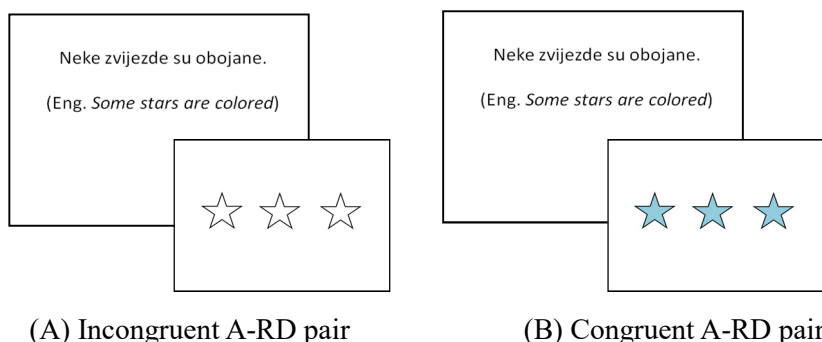 Neke zvijezde su obojane.
(Eng. Some stars are colored)
Neke zvijezde su obojane.
(Eng. Some stars are colored)
(A) Incongruent A-RD pair
(B) Congruent A-RD pair